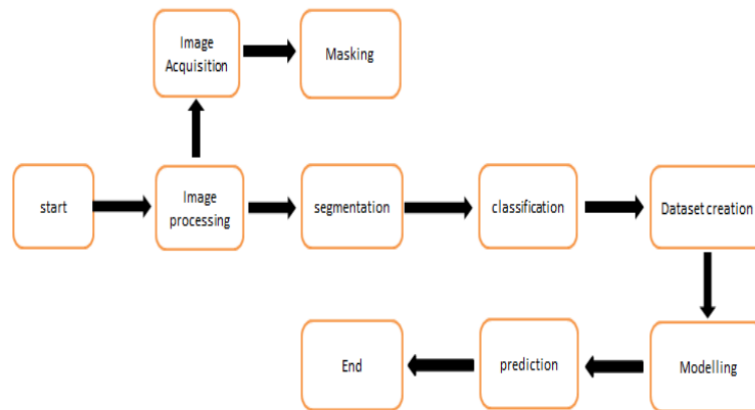 Image
Acquisition
Masking
start
Image
processing
segmentation
classification
Dataset creation
End
prediction
Modelling